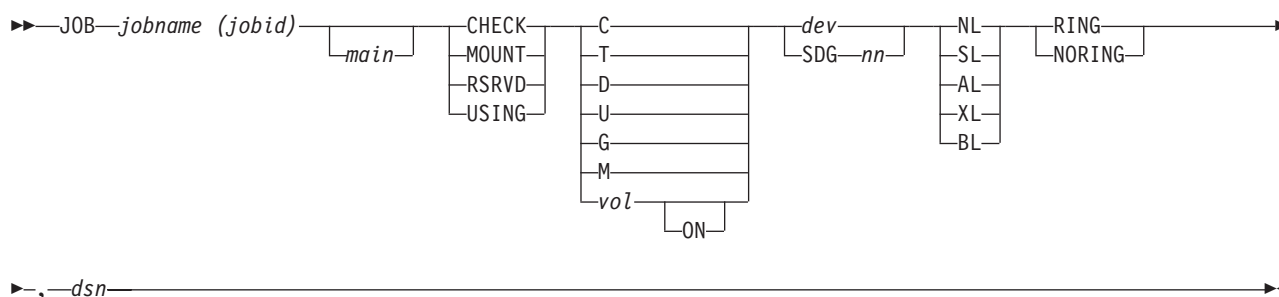 JOB jobname (jobid) main CHECK C dev NL RING
MOUNT T SDG nn SL NORING
RSRVD D AL
USING U XL
G BL
M
vol
ON
, dsn